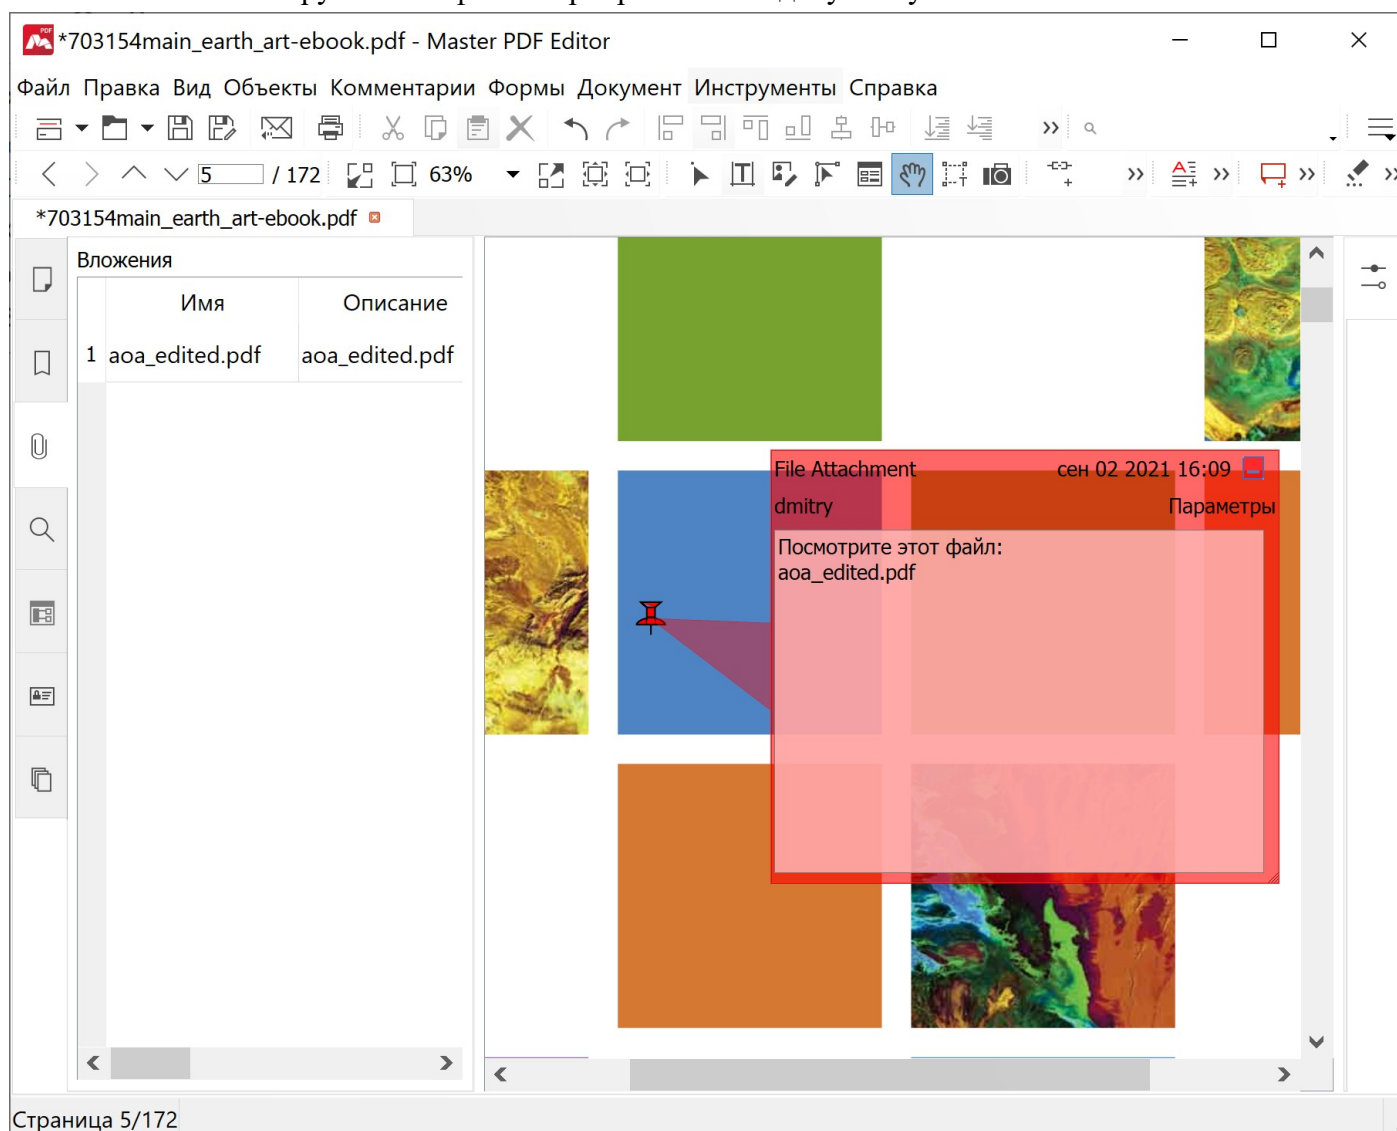 *703154main_earth_art-ebook.pdf - Master PDF Editor
Файл Правка Вид Объекты Комментарии Формы Документ Инструменты Справка
5 / 172 63%
*703154main_earth_art-ebook.pdf
Вложения
Имя Описание
1 aoa_edited.pdf aoa_edited.pdf
File Attachment сен 02 2021 16:09
dmitry Параметры
Посмотрите этот файл:
aoa_edited.pdf
Страница 5/172